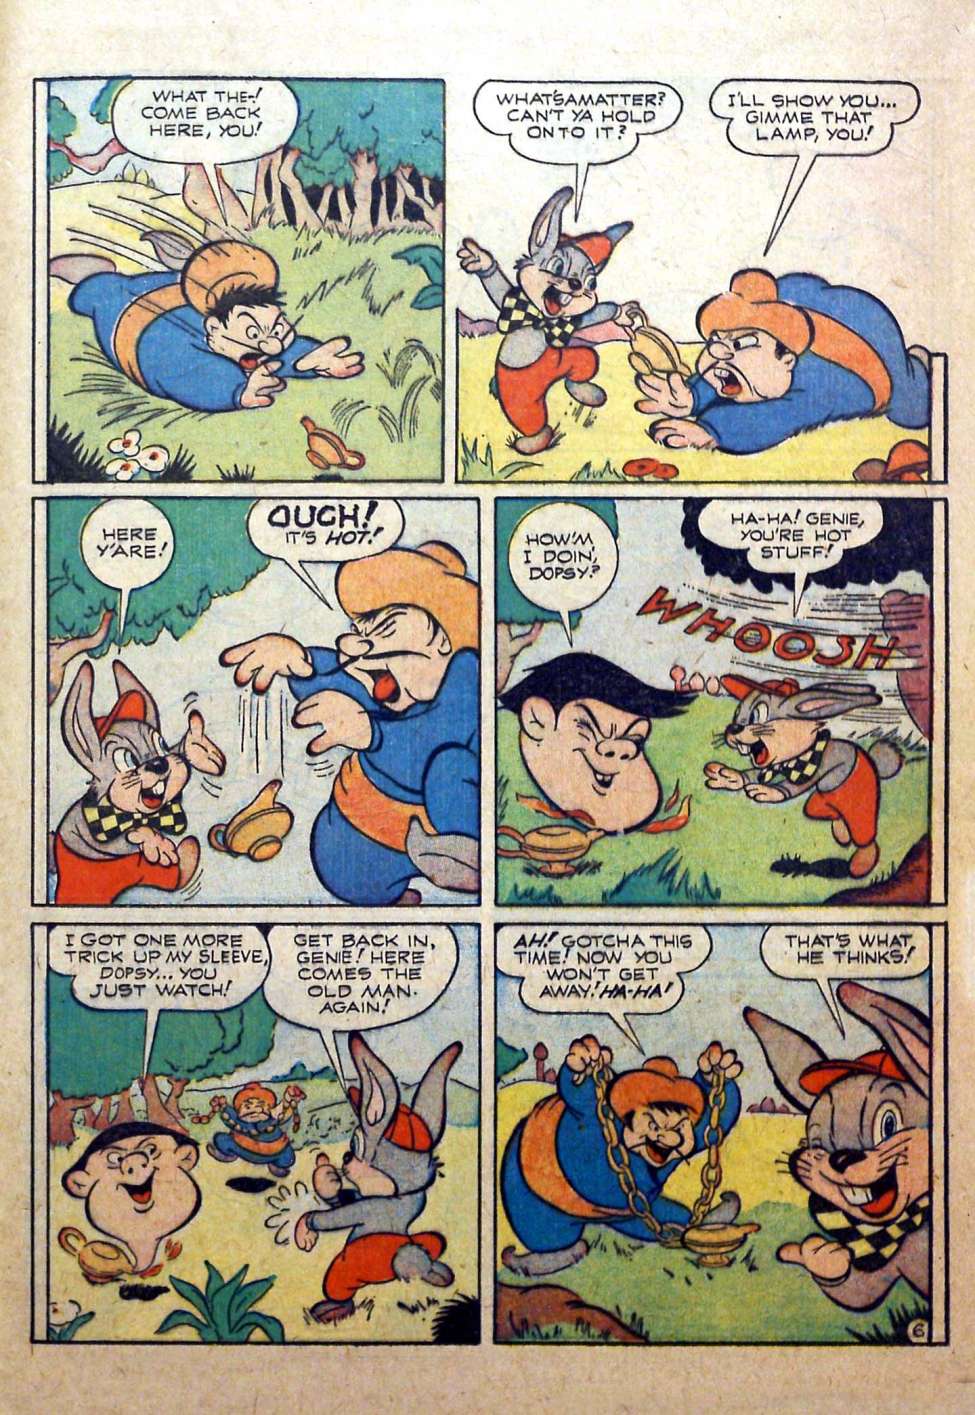 WHAT THE-!
COME BACK
HERE, YOU!
WHAT'SAMATTER?
CAN'T YA HOLD
ONTO IT?
I'LL SHOW YOU...
GIMME THAT
LAMP, YOU!
HERE
Y'ARE!
OUCH!
IT'S HOT!
HOW'M
I DOIN',
DOPSY?
HA-HA! GENIE,
YOU'RE HOT
STUFF!
WHOOSH
I GOT ONE MORE
TRICK UP MY SLEEVE,
DOPSY... YOU
JUST WATCH!
GET BACK IN,
GENIE! HERE
COMES THE
OLD MAN
AGAIN!
AH! GOTCHA THIS
TIME! NOW YOU
WON'T GET
AWAY! HA-HA!
THAT'S WHAT
HE THINKS!
6